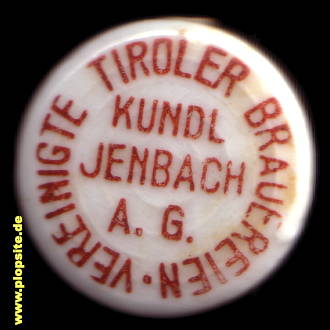 VEREINIGTE TIROLER BRAUEREIEN ·
KUNDL
JENBACH
A. G.
www.plopsite.de